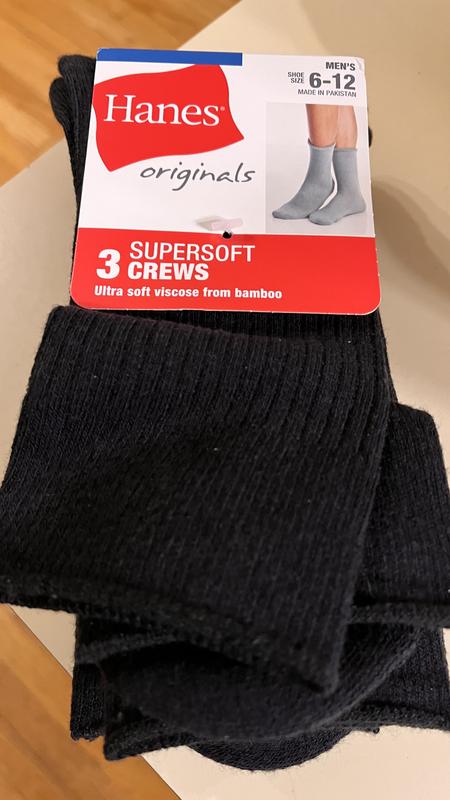 MEN'S
SHOE SIZE 6-12
MADE IN PAKISTAN
Hanes®
originals
3 SUPERSOFT CREWS
Ultra soft viscose from bamboo